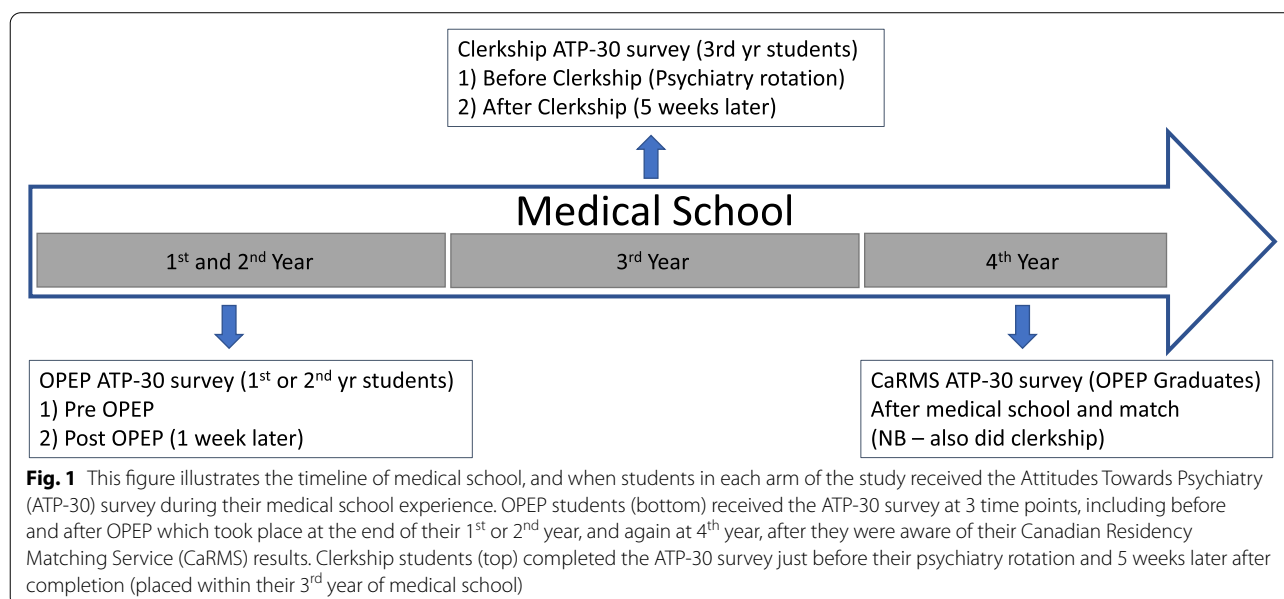 Clerkship ATP-30 survey (3rd yr students)
1) Before Clerkship (Psychiatry rotation)
2) After Clerkship (5 weeks later)
Medical School
1st and 2nd Year
3rd Year
4th Year
OPEP ATP-30 survey (1st or 2nd yr students)
1) Pre OPEP
2) Post OPEP (1 week later)
CaRMS ATP-30 survey (OPEP Graduates)
After medical school and match
(NB – also did clerkship)
Fig. 1 This figure illustrates the timeline of medical school, and when students in each arm of the study received the Attitudes Towards Psychiatry
(ATP-30) survey during their medical school experience. OPEP students (bottom) received the ATP-30 survey at 3 time points, including before
and after OPEP which took place at the end of their 1st or 2nd year, and again at 4th year, after they were aware of their Canadian Residency
Matching Service (CaRMS) results. Clerkship students (top) completed the ATP-30 survey just before their psychiatry rotation and 5 weeks later after
completion (placed within their 3rd year of medical school)